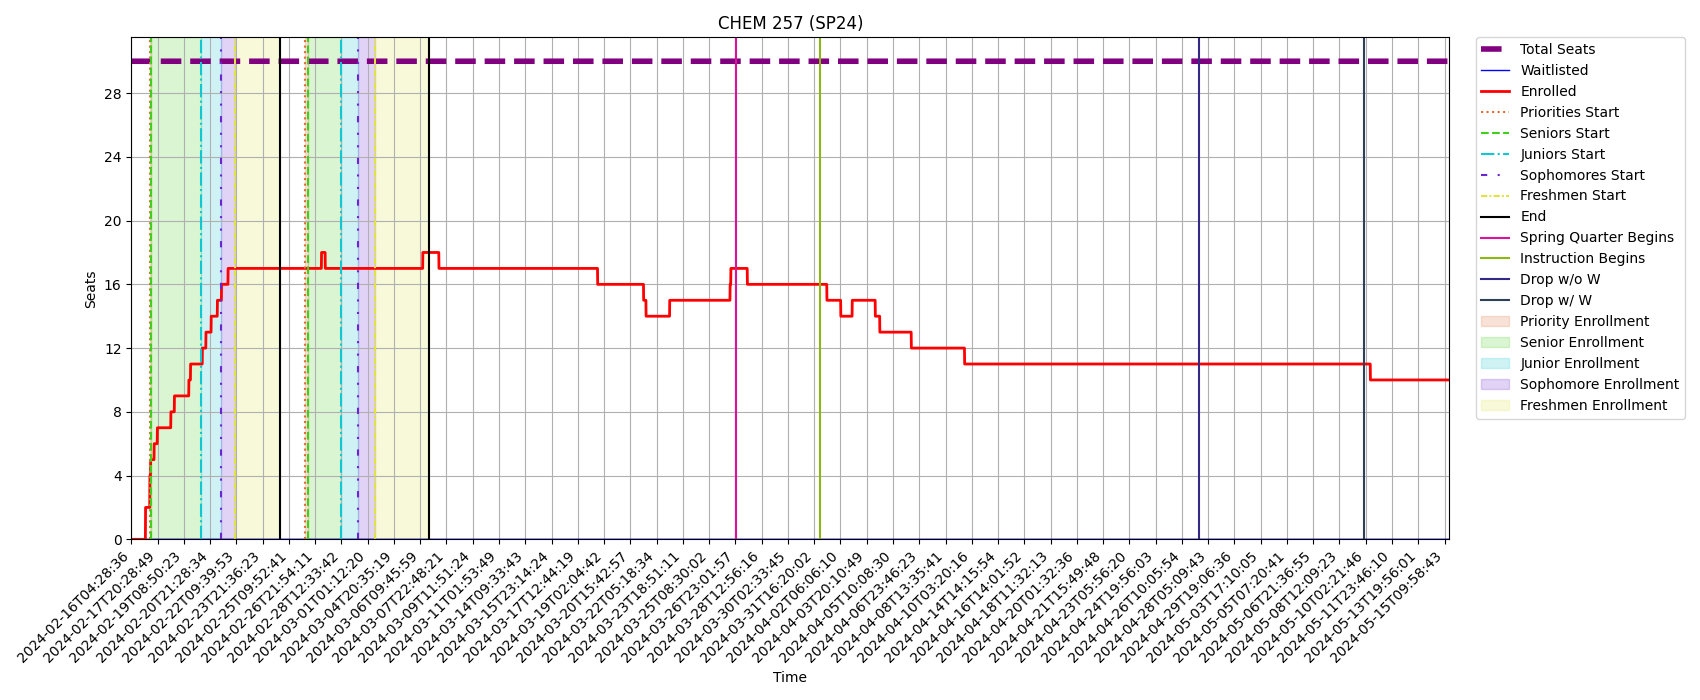 CHEM 257 (SP24)
Seats
28
24
20
16
12
8
4
0
2024-02-16T04:28:36
2024-02-17T20:28:49
2024-02-19T08:50:23
2024-02-20T21:28:34
2024-02-22T09:39:53
2024-02-23T21:36:23
2024-02-25T09:52:41
2024-02-26T21:54:11
2024-02-28T12:33:42
2024-03-01T01:12:20
2024-03-04T20:35:19
2024-03-06T09:45:59
2024-03-07T22:48:21
2024-03-09T11:51:24
2024-03-11T01:53:49
2024-03-14T09:33:43
2024-03-15T23:14:24
2024-03-17T12:44:19
2024-03-19T02:04:42
2024-03-20T15:42:57
2024-03-22T05:18:34
2024-03-23T18:51:11
2024-03-25T08:30:02
2024-03-26T23:01:57
2024-03-28T12:56:16
2024-03-30T02:33:45
2024-03-31T16:20:02
2024-04-02T06:06:10
2024-04-03T20:10:49
2024-04-05T10:08:30
2024-04-06T23:46:23
2024-04-08T13:35:41
2024-04-10T03:20:16
2024-04-14T14:15:54
2024-04-16T14:01:52
2024-04-18T11:32:13
2024-04-20T01:32:36
2024-04-21T15:49:48
2024-04-23T05:56:20
2024-04-24T19:56:03
2024-04-26T10:05:54
2024-04-28T05:09:43
2024-04-29T19:06:36
2024-05-03T17:10:05
2024-05-05T07:20:41
2024-05-06T21:36:55
2024-05-08T12:09:23
2024-05-10T02:21:46
2024-05-11T23:46:10
2024-05-13T19:56:01
2024-05-15T09:58:43
Time
Total Seats
Waitlisted
Enrolled
Priorities Start
Seniors Start
Juniors Start
Sophomores Start
Freshmen Start
End
Spring Quarter Begins
Instruction Begins
Drop w/o W
Drop w/ W
Priority Enrollment
Senior Enrollment
Junior Enrollment
Sophomore Enrollment
Freshmen Enrollment